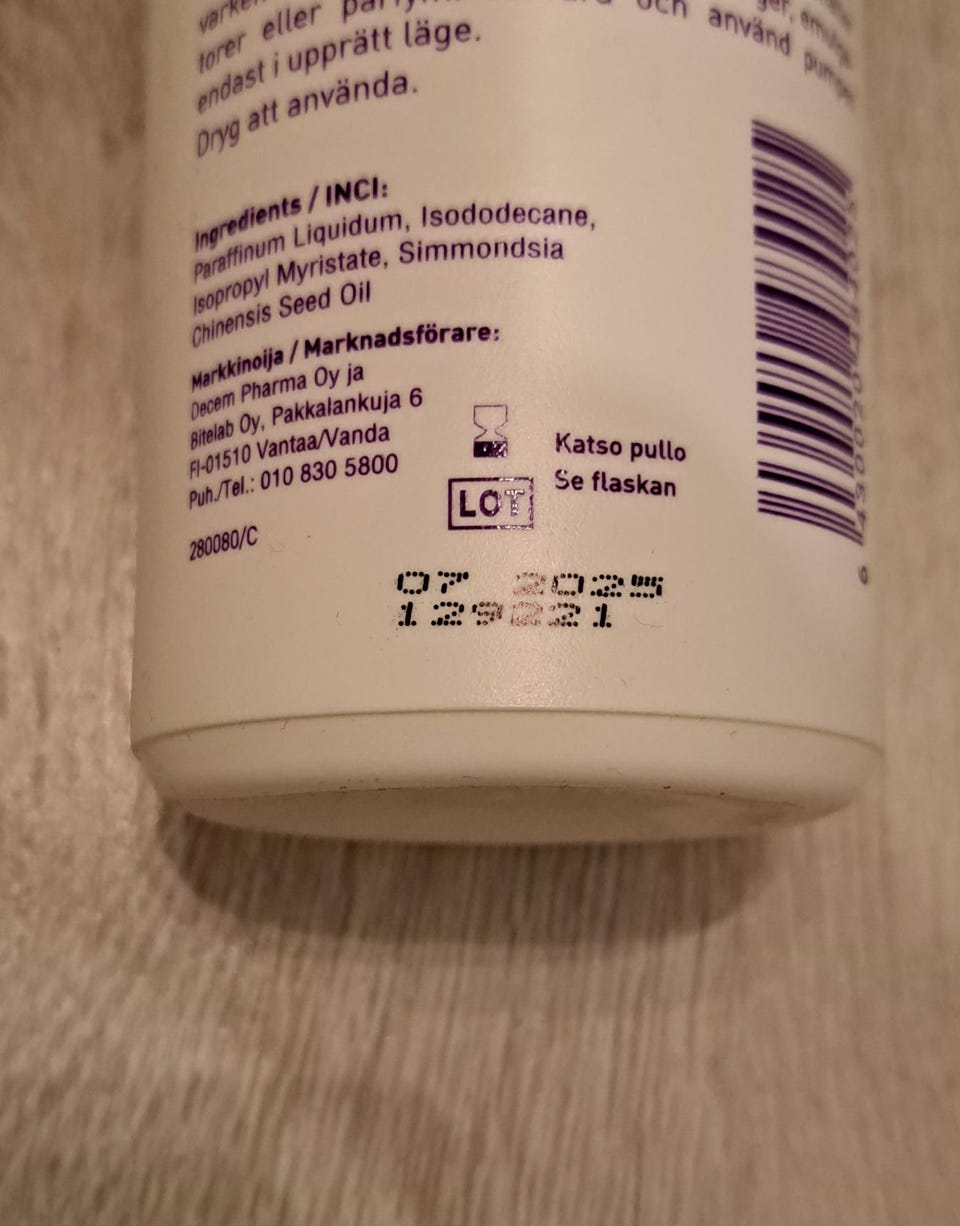 eller
och använd
endast i upprätt läge.
Dryg att använda.
Ingredients / INCI:
Paraffinum Liquidum, Isododecane,
Isopropyl Myristate, Simmondsia
Chinensis Seed Oil
Markkinoija / Marknadsförare:
Decem Pharma Oy ja
Bitelab Oy, Pakkalankuja 6
FI-01510 Vantaa/Vanda
Puh./Tel.: 010 830 5800
280080/C
Katso pullo
LOT
Se flaskan
07 2025
129221